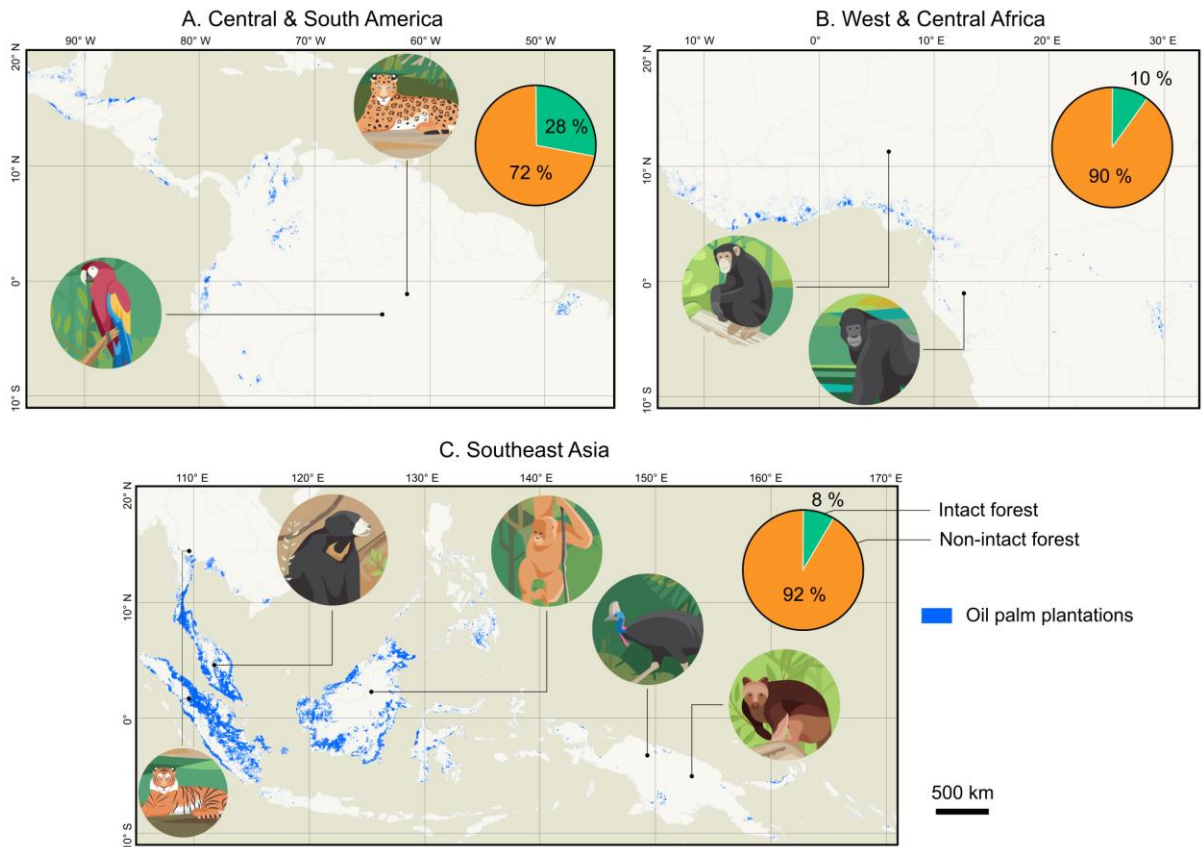 A. Central & South America
90° W
80° W
70° W
60° W
50° W
20° N
10° N
0°
10° S
28 %
72 %
B. West & Central Africa
10° W
0°
10° E
20° E
30° E
20° N
10° N
0°
10° S
10 %
90 %
C. Southeast Asia
110° E
120° E
130° E
140° E
150° E
160° E
170° E
20° N
10° N
0°
10° S
8 %
92 %
Intact forest
Non-intact forest
Oil palm plantations
500 km